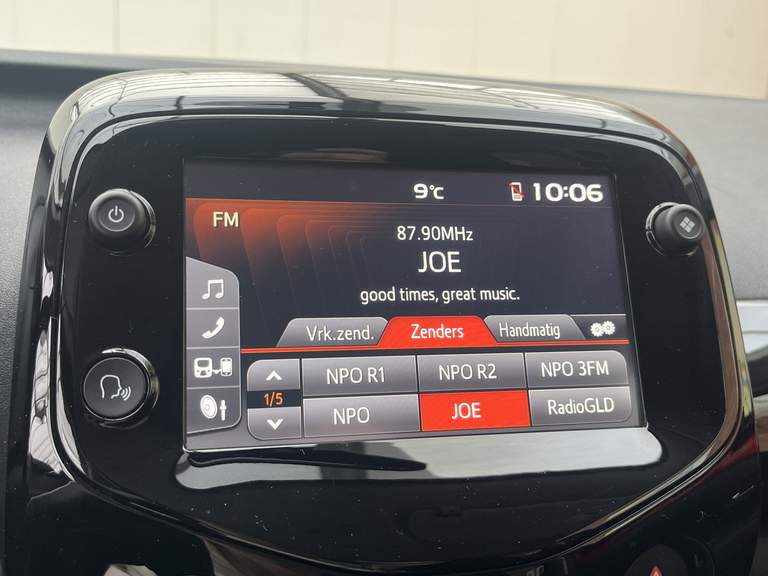 9°C 10:06
FM
87.90MHz
JOE
good times, great music.
Vrk.zend. Zenders Handmatig
1/5
NPO R1 NPO R2 NPO 3FM
NPO JOE RadioGLD